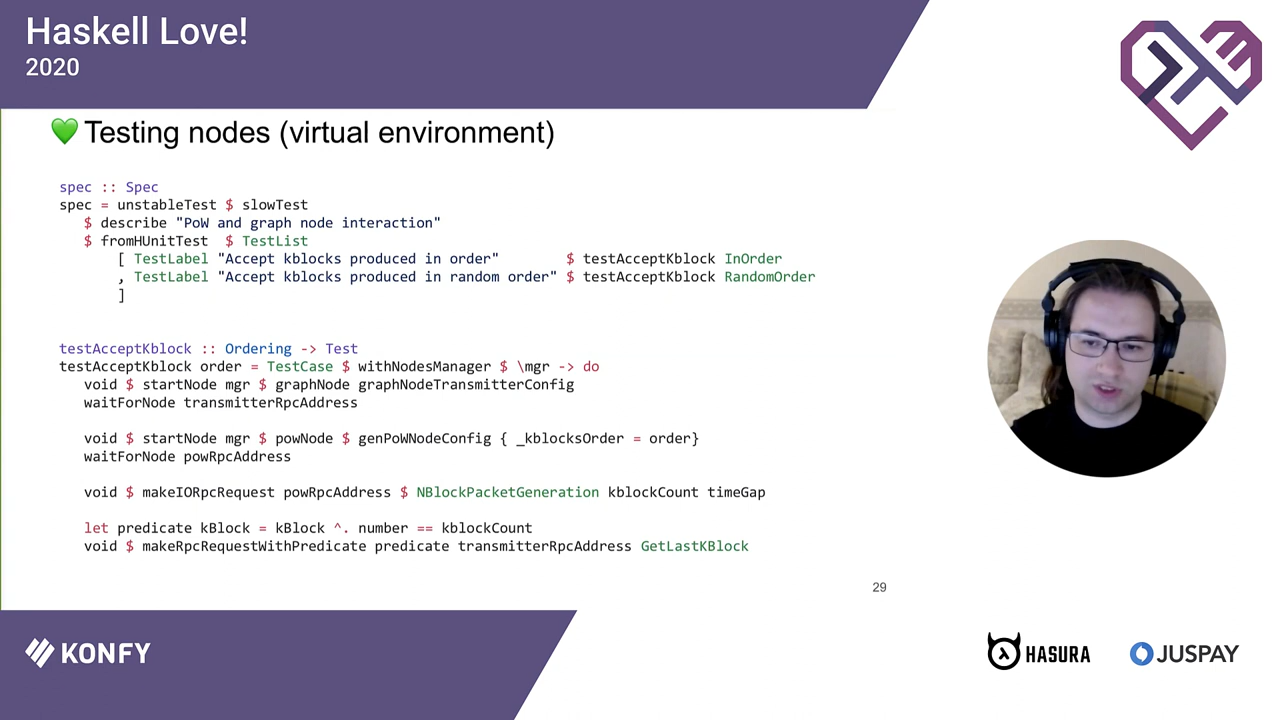 Haskell Love!
2020
Testing nodes (virtual environment)
spec :: Spec
spec = unstableTest $ slowTest
$ describe "PoW and graph node interaction"
$ fromHUnitTest $ TestList
[ TestLabel "Accept kblocks produced in order" $ testAcceptKblock InOrder
, TestLabel "Accept kblocks produced in random order" $ testAcceptKblock RandomOrder
]
testAcceptKblock :: Ordering -> Test
testAcceptKblock order = TestCase $ withNodesManager $ \mgr -> do
void $ startNode mgr $ graphNode graphNodeTransmitterConfig
waitForNode transmitterRpcAddress
void $ startNode mgr $ powNode $ genPoWNodeConfig { _kblocksOrder = order}
waitForNode powRpcAddress
void $ makeIORpcRequest powRpcAddress $ NBlockPacketGeneration kblockCount timeGap
let predicate kBlock = kBlock ^. number == kblockCount
void $ makeRpcRequestWithPredicate predicate transmitterRpcAddress GetLastKBlock
29
KONFY
HASURA
JUSPAY